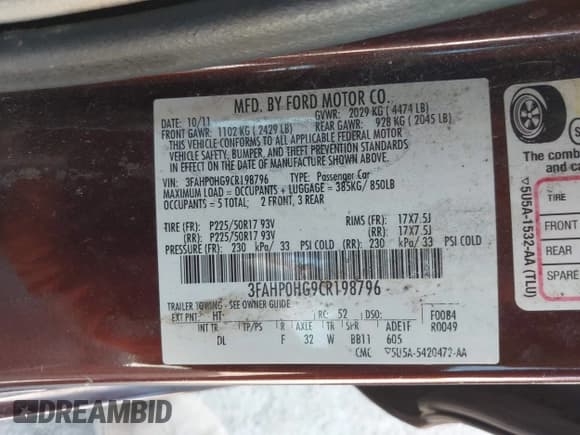 MFD. BY FORD MOTOR CO.
DATE: 10/11 GVWR: 2029 KG ( 4474 LB)
FRONT GAWR: 1102 KG ( 2429 LB) REAR GAWR: 928 KG ( 2045 LB)
THIS VEHICLE CONFORMS TO ALL APPLICABLE FEDERAL MOTOR
VEHICLE SAFETY, BUMPER, AND THEFT PREVENTION STANDARDS
IN EFFECT ON THE DATE OF MANUFACTURE SHOWN ABOVE.
VIN: 3FAHP0HG9CR198796 TYPE: Passenger Car
MAXIMUM LOAD = OCCUPANTS + LUGGAGE = 385KG/ 850LB
OCCUPANTS = 5 TOTAL; 2 FRONT, 3 REAR
TIRE (FR): P225/50R17 93V RIMS (FR): 17X7.5J
(RR): P225/50R17 93V (RR): 17X7.5J
PRESSURE (FR): 230 kPa/ 33 PSI COLD (RR): 230 kPa/ 33 PSI COLD
3FAHP0HG9CR198796
TRAILER TOWING - SEE OWNER GUIDE
EXT PNT: HT RC: 52 DSO: F0084
INT TR TP/PS R AXLE TR SPR ADE1F R0049
DL F 32 W BB11 605
CMC ▽5U5A-5420472-AA
The comb
of occupa
▽5U5A-1532-AA (TLU)
TIRE
FRONT
REAR
SPARE
DREAMBID